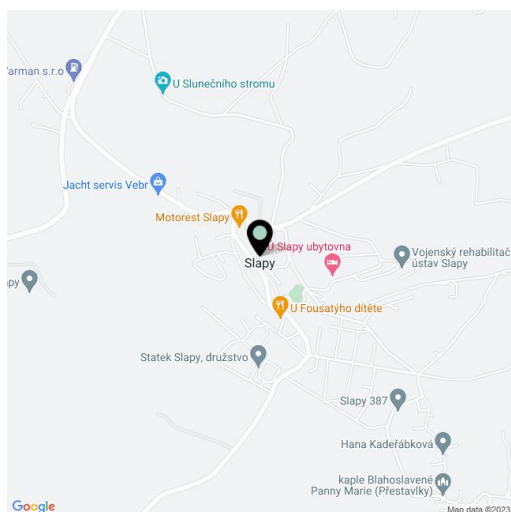 Varman s.r.o
U Slunečního stromu
Jacht servis Vebr
Motorest Slapy
U Slapy ubytovna
Slapy
Vojenský rehabilitač
ústav Slapy
py
U Fousatýho dítěte
Statek Slapy, družstvo
Slapy 387
Hana Kadeřábková
kaple Blahoslavené
Panny Marie (Přestavlky)
Google
Map data ©2023